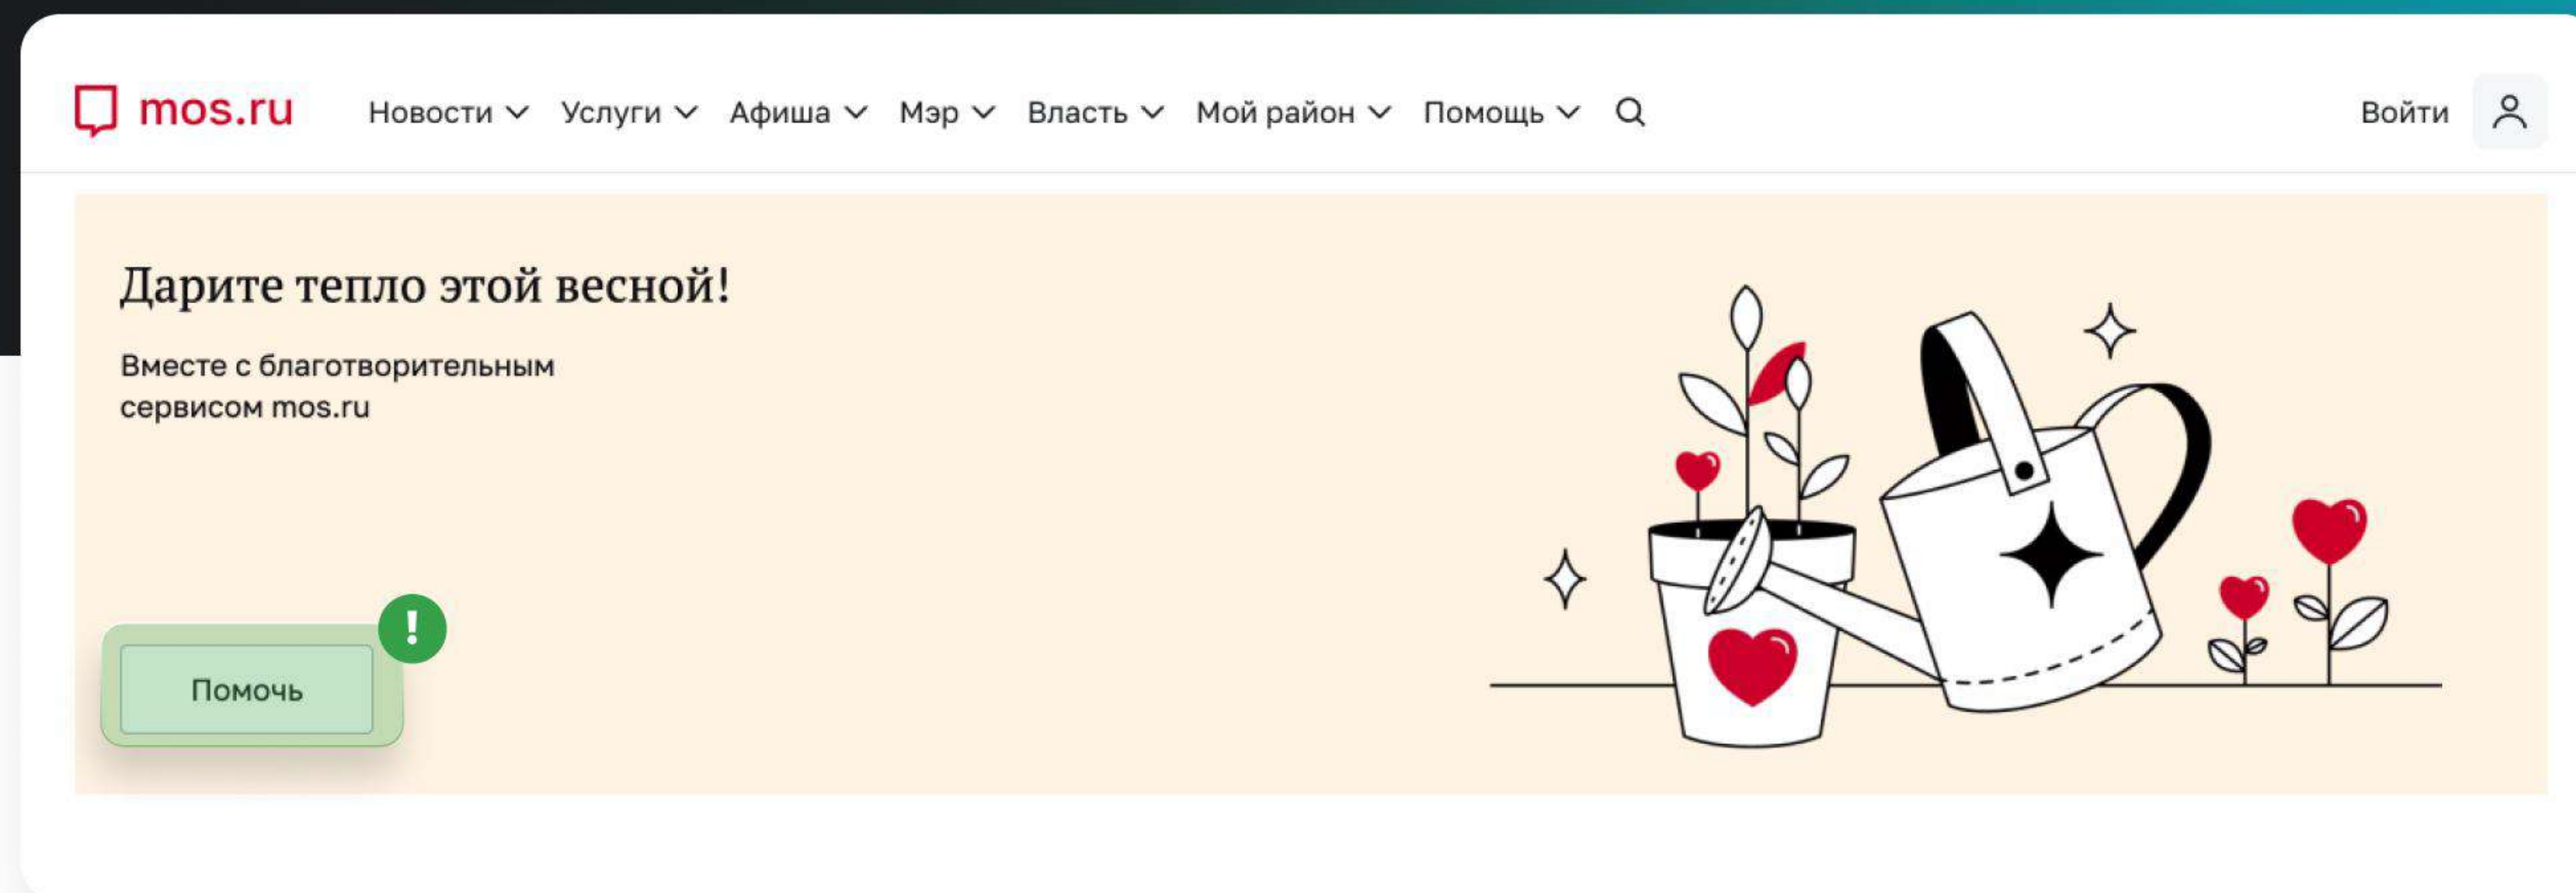 mos.ru Новости Услуги Афиша Мэр Власть Мой район Помощь Войти
Дарите тепло этой весной!
Вместе с благотворительным
сервисом mos.ru
!
Помочь